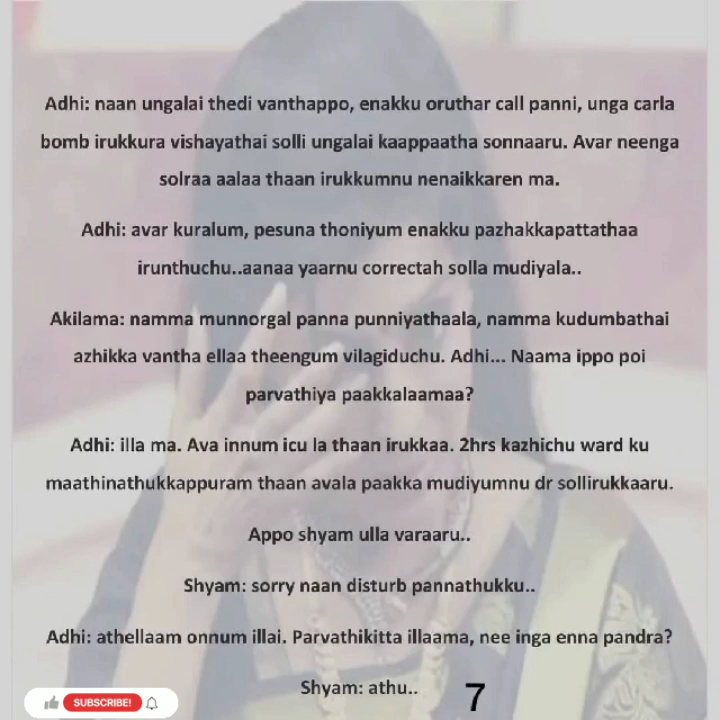 Adhi: naan ungalai thedi vanthappo, enakku oruthar call panni, unga carla
bomb irukkura vishayathai solli ungalai kaappaatha sonnaaru. Avar neenga
solraa aalaa thaan irukkumnu nenaikkaren ma.
Adhi: avar kuralum, pesuna thoniyum enakku pazhakkapattathaa
irunthuchu..aanaa yaarnu correctah solla mudiyala..
Akilama: namma munnorgal panna punniyathaala, namma kudumbathai
azhikka vantha ellaa theengum vilagiduchu. Adhi... Naama ippo poi
parvathiya paakkalaamaa?
Adhi: illa ma. Ava innum icu la thaan irukkaa. 2hrs kazhichu ward ku
maathinathukkappuram thaan avala paakka mudiyumnu dr sollirukkaaru.
Appo shyam ulla varaaru..
Shyam: sorry naan disturb pannathukku..
Adhi: athellaam onnum illai. Parvathikitta illaama, nee inga enna pandra?
Shyam: athu..
7
SUBSCRIBE!